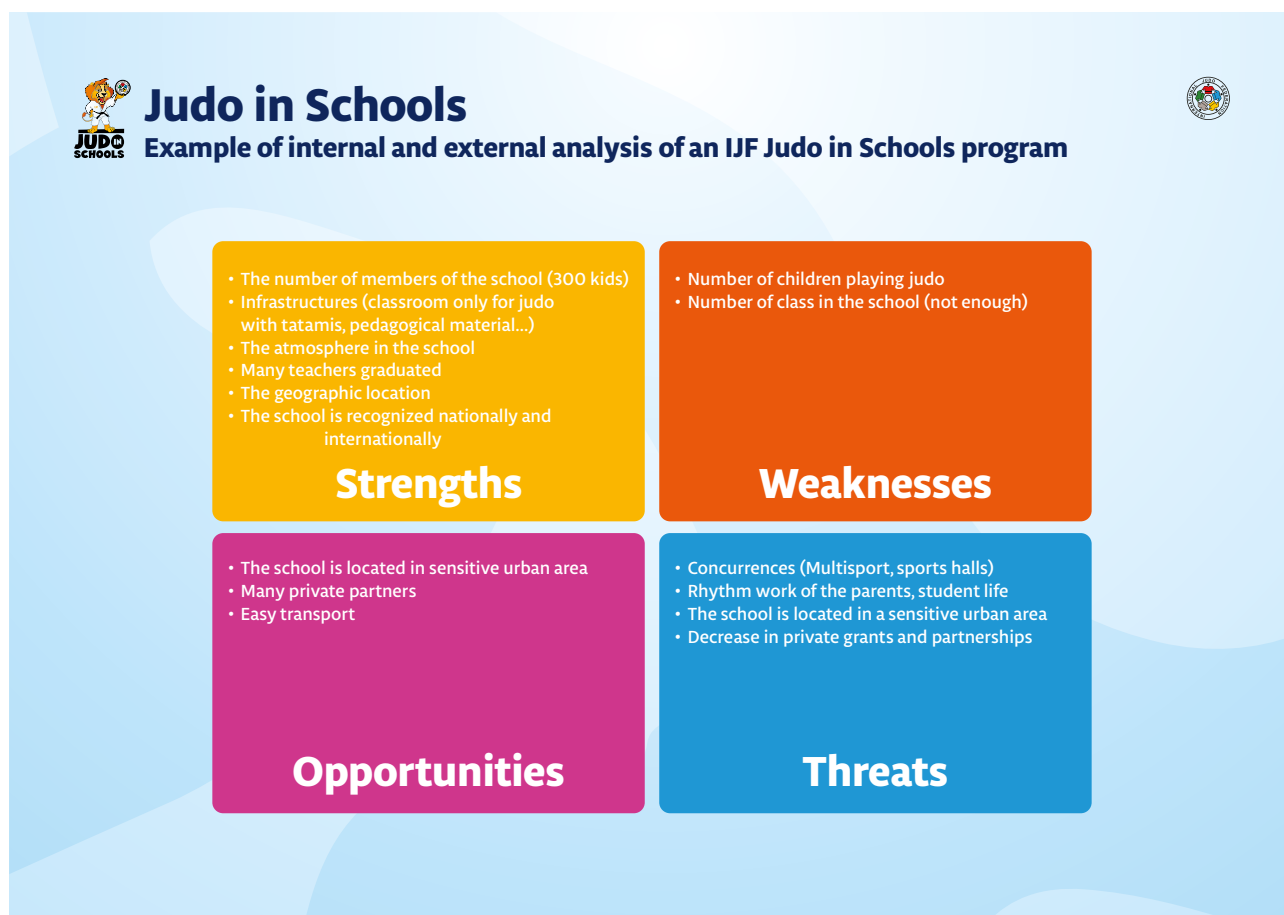 Judo in Schools
Example of internal and external analysis of an IJF Judo in Schools program
JUDO IN
SCHOOLS
INTERNATIONAL JUDO FEDERATION
• The number of members of the school (300 kids)
• Infrastructures (classroom only for judo
with tatamis, pedagogical material...)
• The atmosphere in the school
• Many teachers graduated
• The geographic location
• The school is recognized nationally and
internationally
Strengths
• Number of children playing judo
• Number of class in the school (not enough)
Weaknesses
• The school is located in sensitive urban area
• Many private partners
• Easy transport
Opportunities
• Concurrences (Multisport, sports halls)
• Rhythm work of the parents, student life
• The school is located in a sensitive urban area
• Decrease in private grants and partnerships
Threats